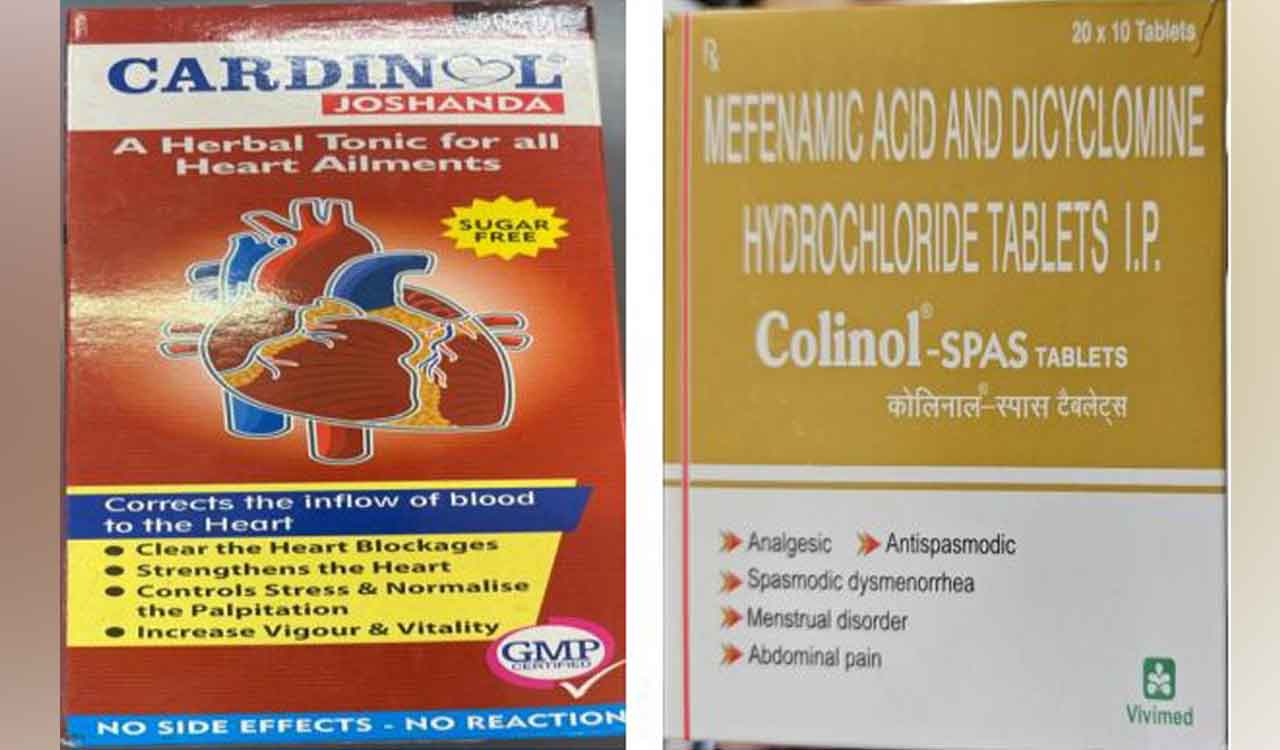 CARDINOL®
JOSHANDA
A Herbal Tonic for all
Heart Ailments
SUGAR
FREE
Corrects the inflow of blood
to the Heart
● Clear the Heart Blockages
● Strengthens the Heart
● Controls Stress & Normalise
the Palpitation
● Increase Vigour & Vitality
GMP
CERTIFIED
NO SIDE EFFECTS - NO REACTION
20 x 10 Tablets
Rx
MEFENAMIC ACID AND DICYCLOMINE
HYDROCHLORIDE TABLETS I.P.
Colinol®-SPAS TABLETS
कोलिनाल®-स्पास टैबलेट्स
Analgesic Antispasmodic
Spasmodic dysmenorrhea
Menstrual disorder
Abdominal pain
Vivimed